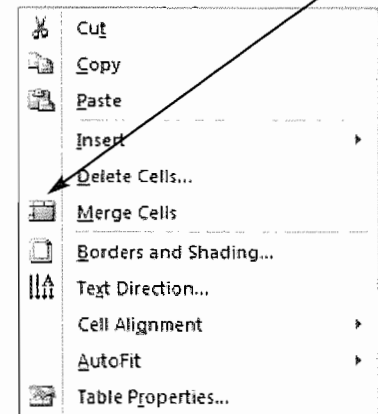 Cut
Copy
Paste
Insert
Delete Cells...
Merge Cells
Borders and Shading...
Text Direction...
Cell Alignment
AutoFit
Table Properties...